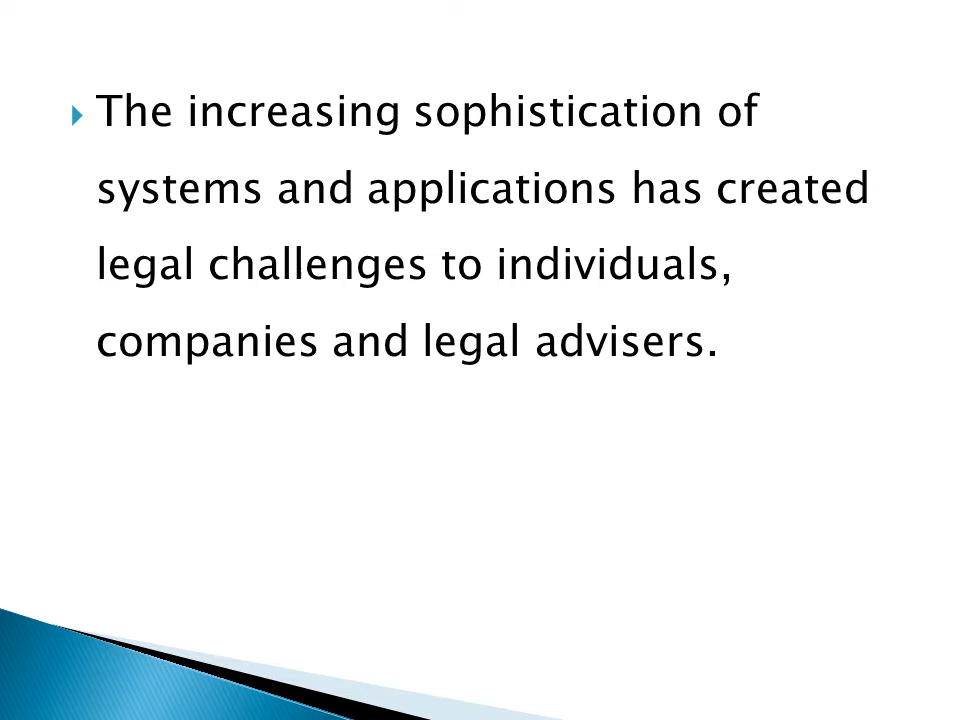 The increasing sophistication of
systems and applications has created
legal challenges to individuals,
companies and legal advisers.